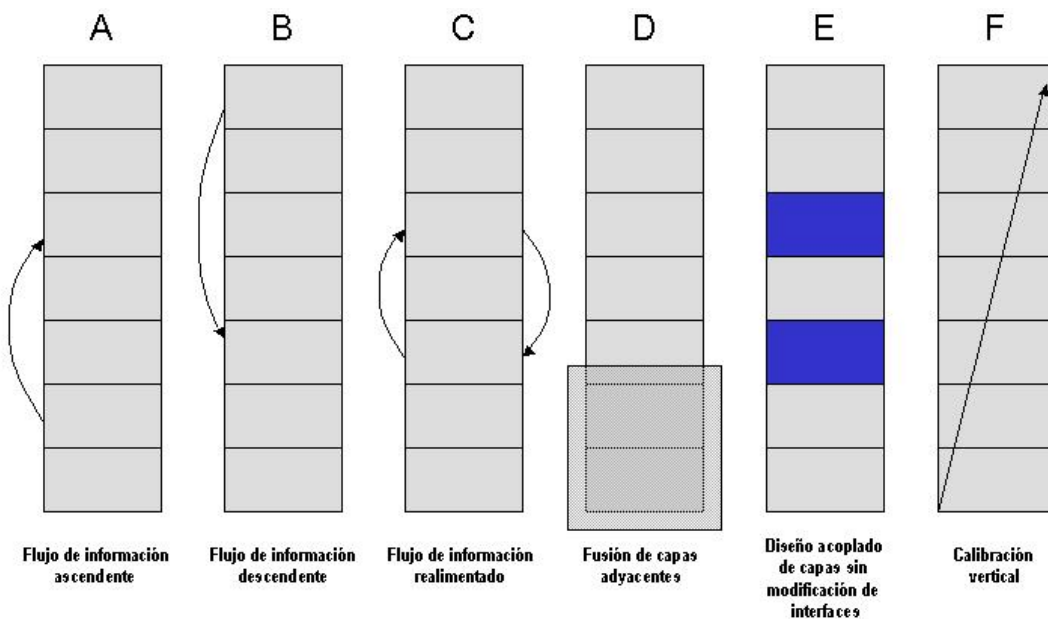 A
B
C
D
E
F
Flujo de información
ascendente
Flujo de información
descendente
Flujo de información
realimentado
Fusión de capas
adyacentes
Diseño acoplado
de capas sin
modificación de
interfaces
Calibración
vertical